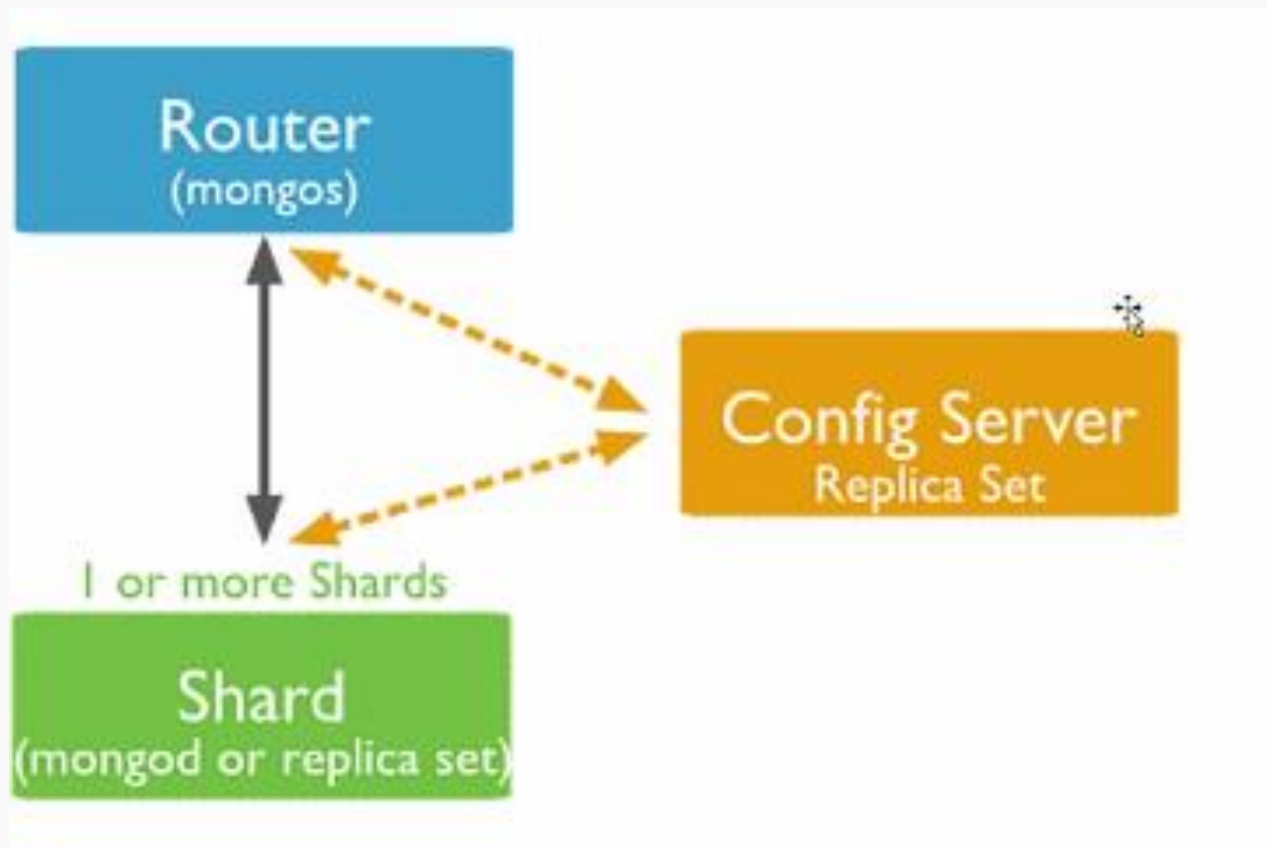 Router
(mongos)
Config Server
Replica Set
1 or more Shards
Shard
(mongod or replica set)